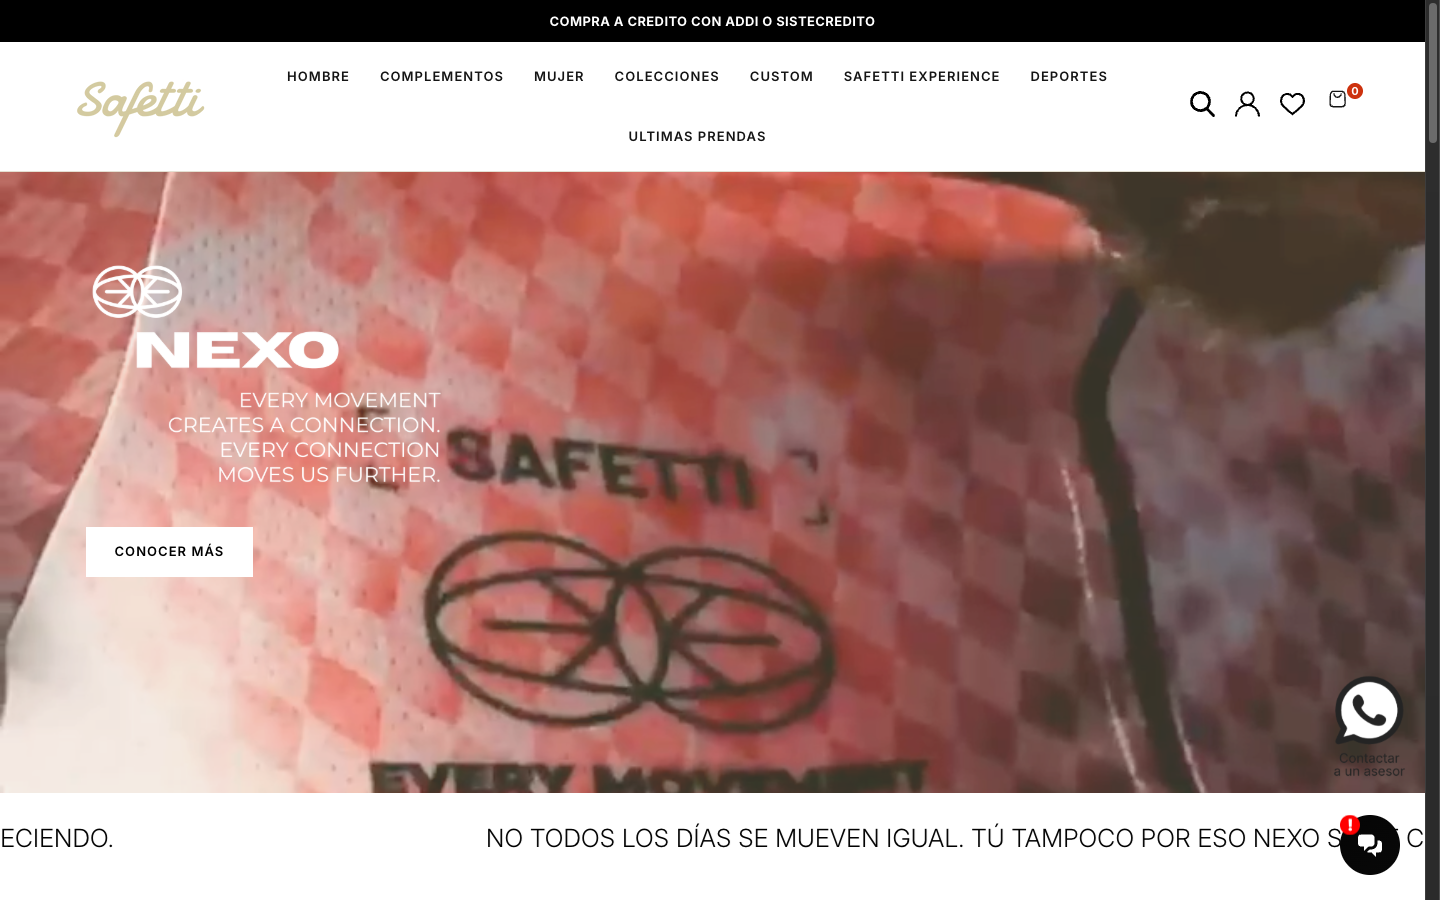 COMPRA A CREDITO CON ADDI O SISTECREDITO
Safetti
HOMBRE COMPLEMENTOS MUJER COLECCIONES CUSTOM SAFETTI EXPERIENCE DEPORTES
ULTIMAS PRENDAS
0
NEXO
EVERY MOVEMENT
CREATES A CONNECTION.
EVERY CONNECTION
MOVES US FURTHER.
SAFETTI
CONOCER MÁS
EVERY MOVEMENT
Contactar
a un asesor
ECIENDO. NO TODOS LOS DÍAS SE MUEVEN IGUAL. TÚ TAMPOCO POR ESO NEXO